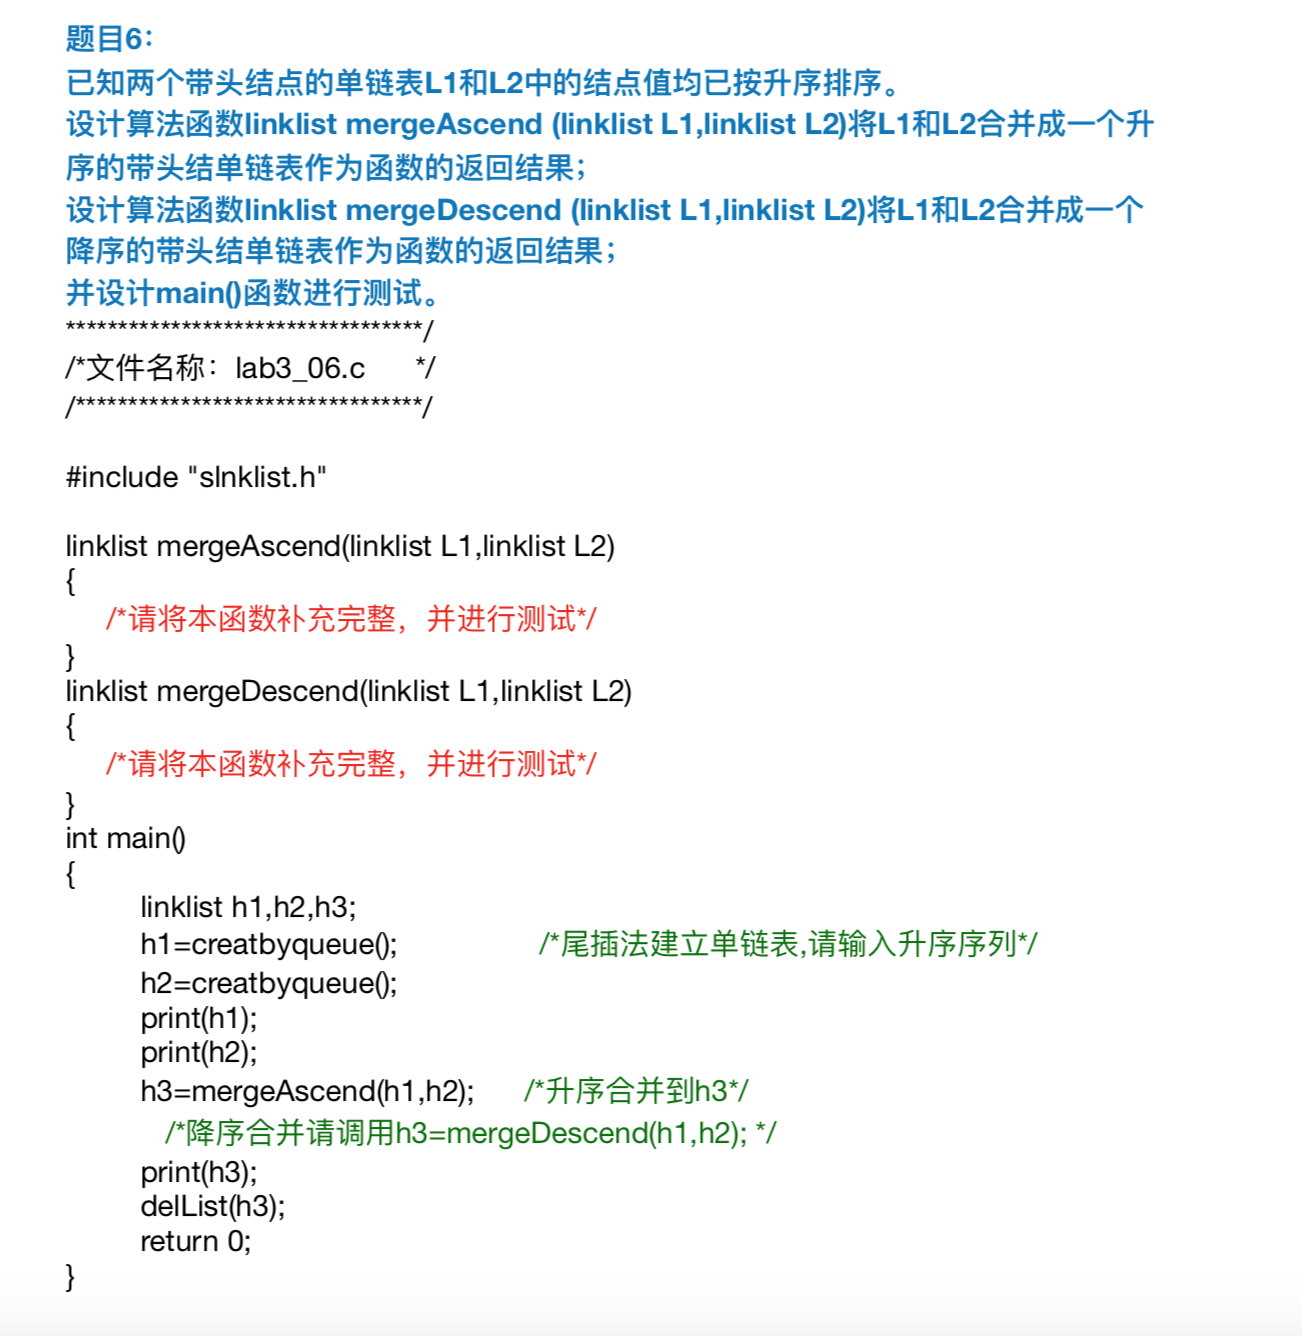 题目6：
已知两个带头结点的单链表L1和L2中的结点值均已按升序排序。
设计算法函数linklist mergeAscend (linklist L1,linklist L2)将L1和L2合并成一个升
序的带头结单链表作为函数的返回结果；
设计算法函数linklist mergeDescend (linklist L1,linklist L2)将L1和L2合并成一个
降序的带头结单链表作为函数的返回结果；
并设计main()函数进行测试。
**********************************/
/*文件名称：lab3_06.c      */
/*********************************/
#include "slnklist.h"
linklist mergeAscend(linklist L1,linklist L2)
{
/*请将本函数补充完整，并进行测试*/
}
linklist mergeDescend(linklist L1,linklist L2)
{
/*请将本函数补充完整，并进行测试*/
}
int main()
{
linklist h1,h2,h3;
h1=creatbyqueue(); /*尾插法建立单链表,请输入升序序列*/
h2=creatbyqueue();
print(h1);
print(h2);
h3=mergeAscend(h1,h2); /*升序合并到h3*/
/*降序合并请调用h3=mergeDescend(h1,h2); */
print(h3);
delList(h3);
return 0;
}